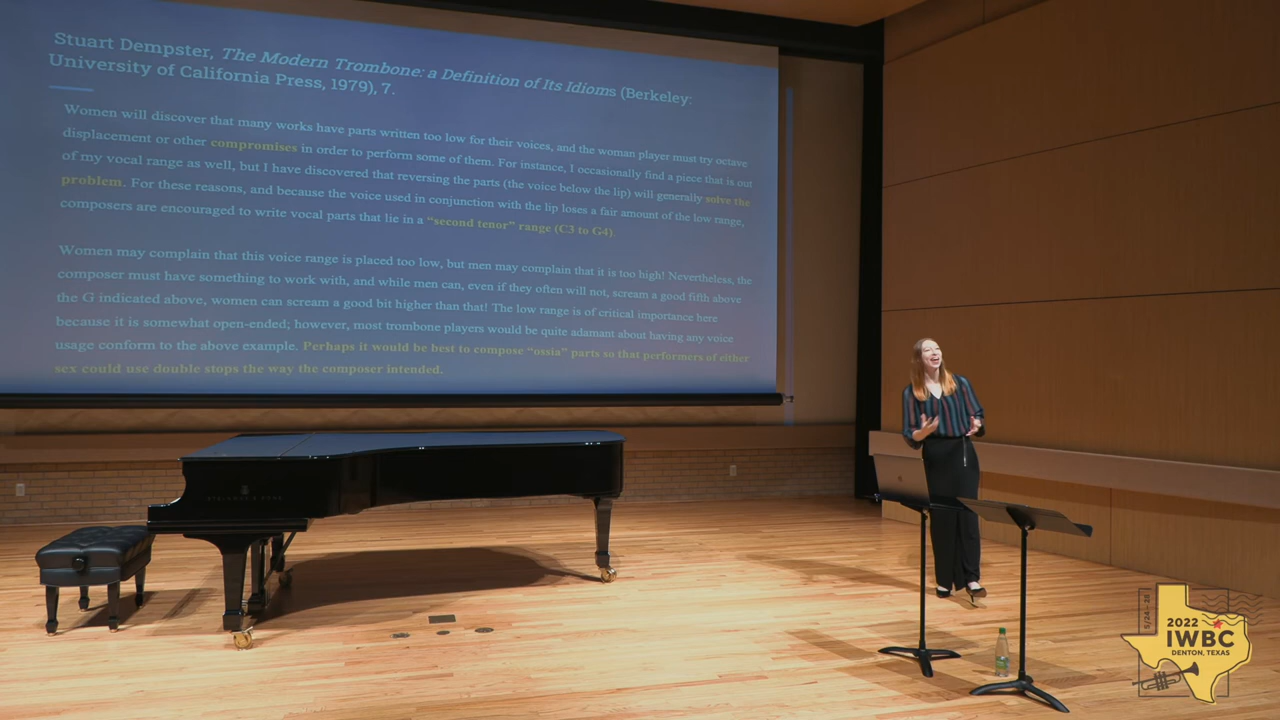 Stuart Dempster, The Modern Trombone: a Definition of Its Idioms (Berkeley:
University of California Press, 1979), 7.
Women will discover that many works have parts written too low for their voices, and the woman player must try octave
displacement or other compromises in order to perform some of them. For instance, I occasionally find a piece that is out
of my vocal range as well, but I have discovered that reversing the parts (the voice below the lip) will generally solve the
problem. For these reasons, and because the voice used in conjunction with the lip loses a fair amount of the low range,
composers are encouraged to write vocal parts that lie in a “second tenor” range (C3 to G4).
Women may complain that this voice range is placed too low, but men may complain that it is too high! Nevertheless, the
composer must have something to work with, and while men can, even if they often will not, scream a good fifth above
the G indicated above, women can scream a good bit higher than that! The low range is of critical importance here
because it is somewhat open-ended; however, most trombone players would be quite adamant about having any voice
usage conform to the above example. Perhaps it would be best to compose “ossia” parts so that performers of either
sex could use double stops the way the composer intended.
STEINWAY & SONS
5/24 - 28
2022
IWBC
DENTON, TEXAS